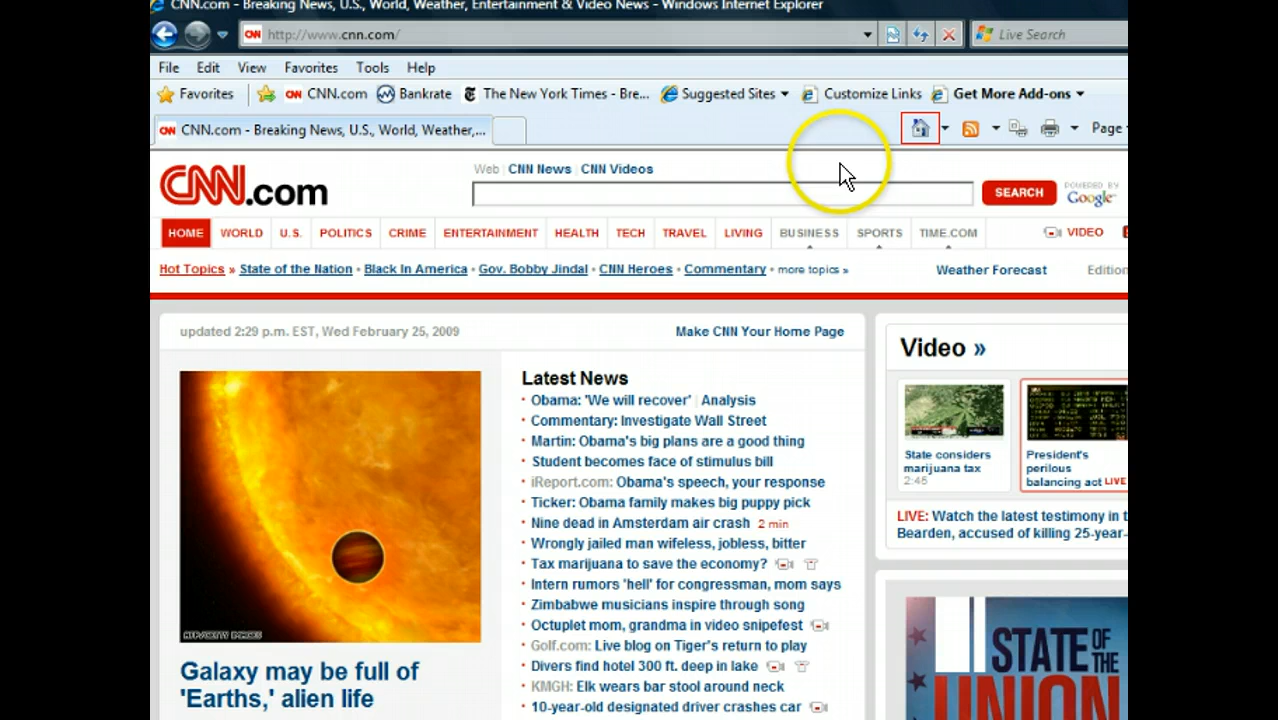 CNN.com - Breaking News, U.S., World, Weather, Entertainment & Video News - Windows Internet Explorer
CNN http://www.cnn.com/ Live Search
File Edit View Favorites Tools Help
Favorites CNN CNN.com Bankrate The New York Times - Bre... Suggested Sites Customize Links Get More Add-ons
CNN CNN.com - Breaking News, U.S., World, Weather,... Page
Web | CNN News | CNN Videos
CNN.com SEARCH POWERED BY Google
HOME WORLD U.S. POLITICS CRIME ENTERTAINMENT HEALTH TECH TRAVEL LIVING BUSINESS SPORTS TIME.COM VIDEO
Hot Topics » State of the Nation • Black In America • Gov. Bobby Jindal • CNN Heroes • Commentary • more topics » Weather Forecast Edition
updated 2:29 p.m. EST, Wed February 25, 2009 Make CNN Your Home Page
AFP/GETTY IMAGES
Galaxy may be full of
'Earths,' alien life
Latest News
• Obama: 'We will recover' | Analysis
• Commentary: Investigate Wall Street
• Martin: Obama's big plans are a good thing
• Student becomes face of stimulus bill
• iReport.com: Obama's speech, your response
• Ticker: Obama family makes big puppy pick
• Nine dead in Amsterdam air crash 2 min
• Wrongly jailed man wifeless, jobless, bitter
• Tax marijuana to save the economy?
• Intern rumors 'hell' for congressman, mom says
• Zimbabwe musicians inspire through song
• Octuplet mom, grandma in video snipefest
• Golf.com: Live blog on Tiger's return to play
• Divers find hotel 300 ft. deep in lake
• KMGH: Elk wears bar stool around neck
• 10-year-old designated driver crashes car
Video »
State considers
marijuana tax
2:45
President's
perilous
balancing act LIVE
LIVE: Watch the latest testimony in t
Bearden, accused of killing 25-year-
STATE OF
THE
UNION